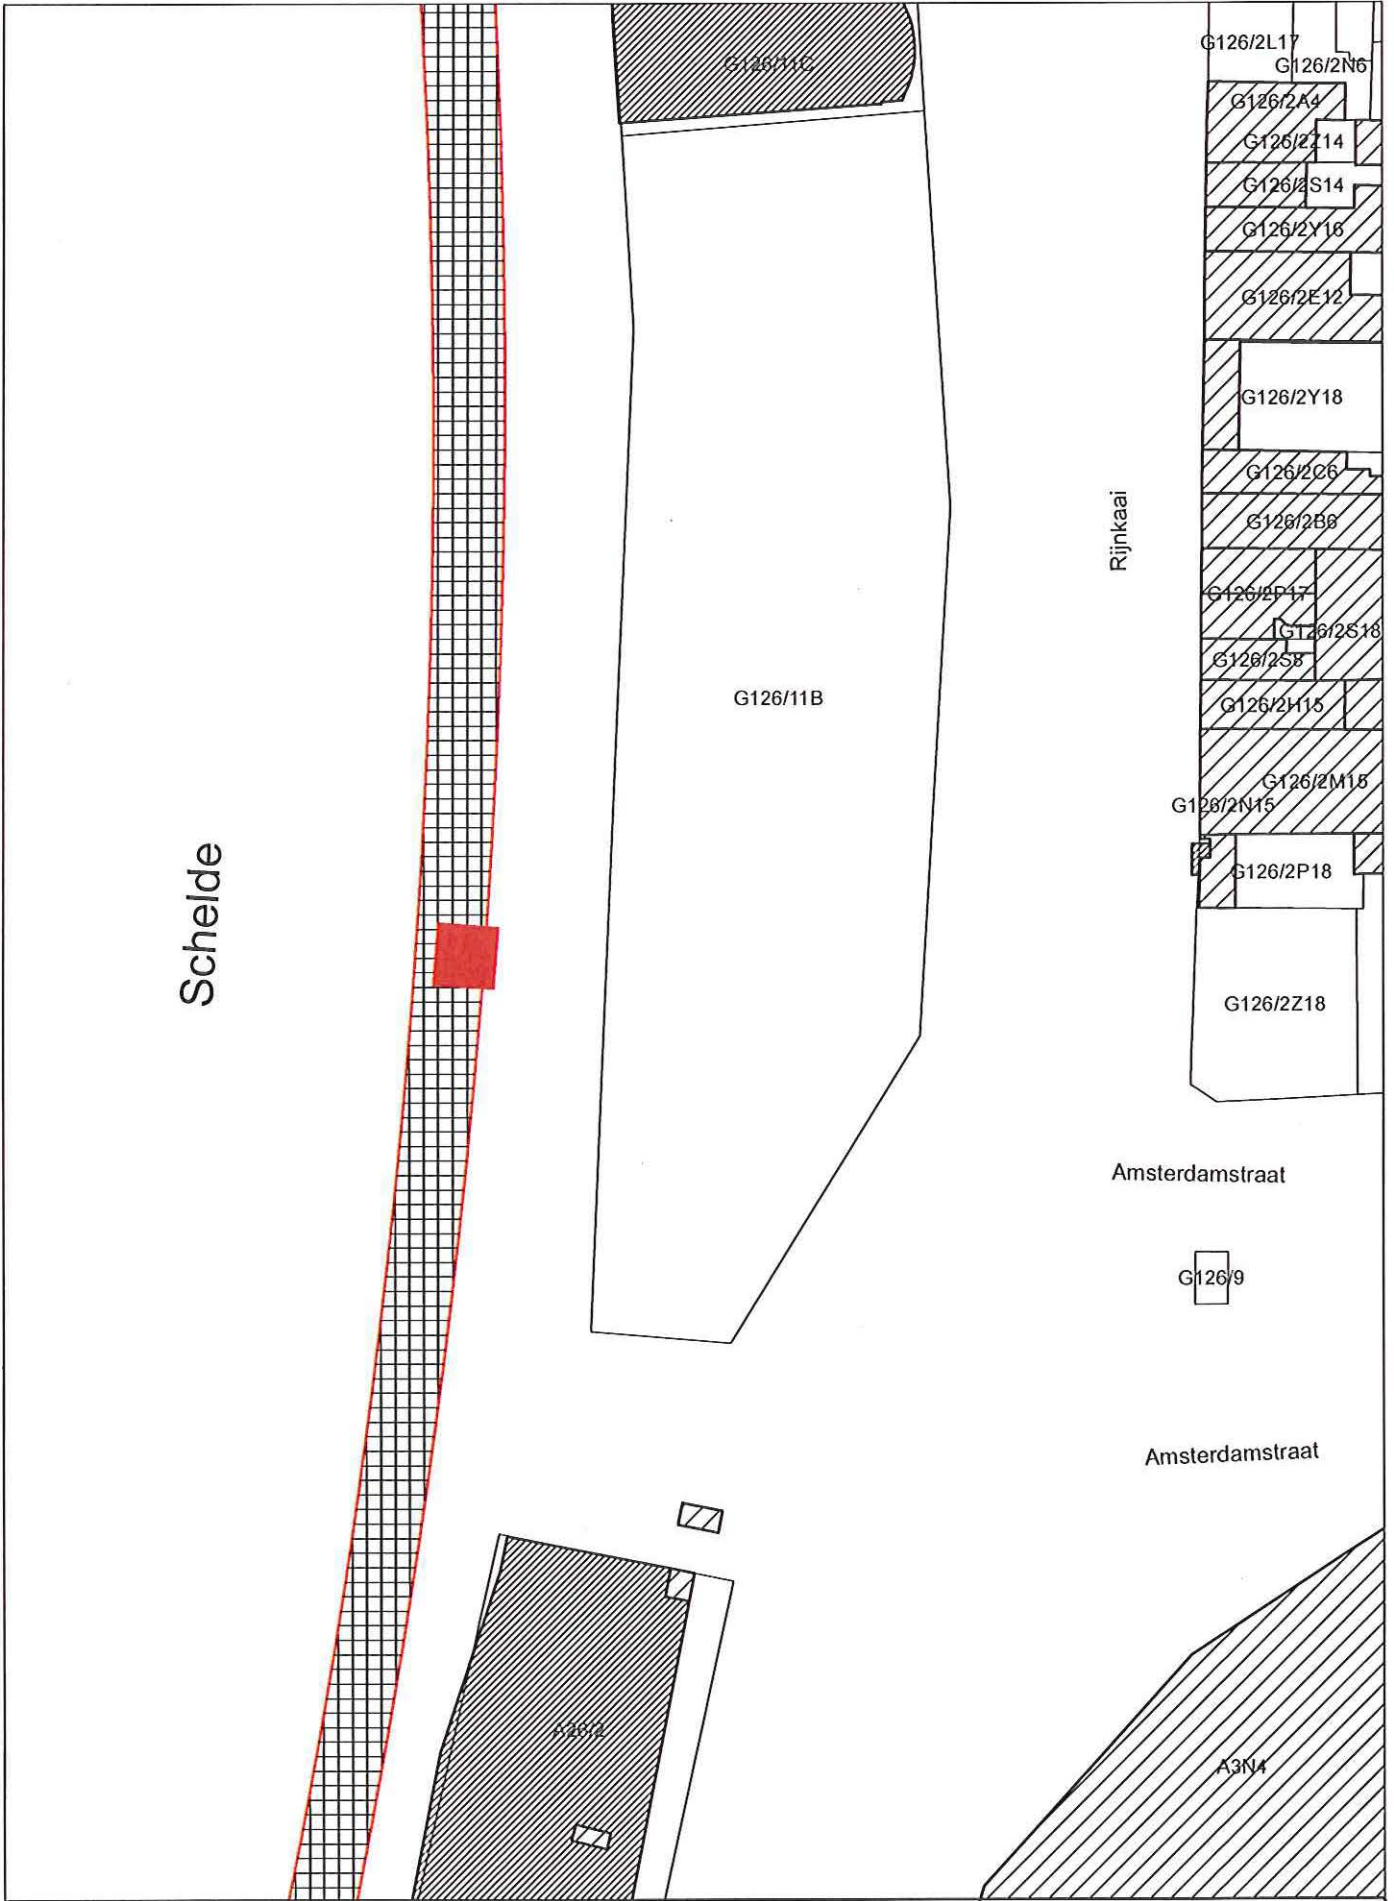 G126/11C
G126/2L17
G126/2N6
G126/2A4
G126/2Z14
G126/2S14
G126/2Y16
G126/2E12
G126/2Y18
G126/2C6
G126/2B6
Rijnkaai
G126/2P17
G126/2S18
G126/2S8
G126/11B
G126/2H15
G126/2M15
G126/2N15
G126/2P18
Schelde
G126/2Z18
Amsterdamstraat
G126/9
Amsterdamstraat
A26/2
A3N4